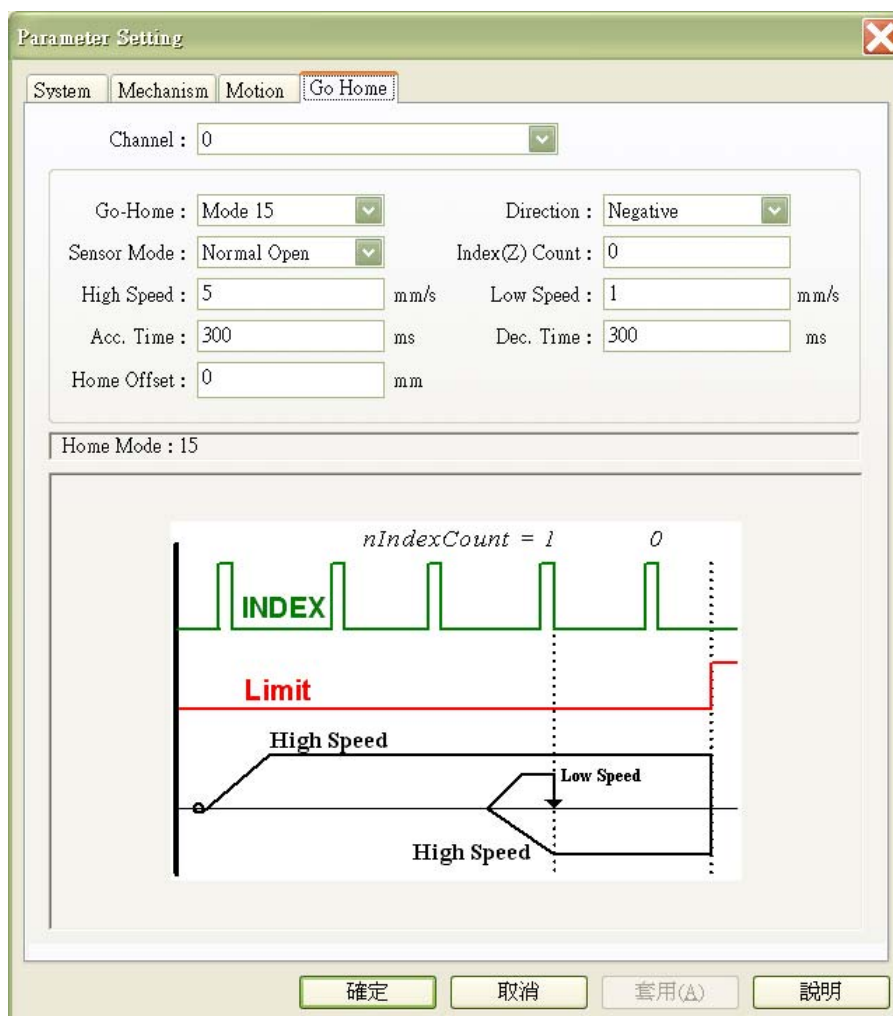 Parameter Setting
System Mechanism Motion Go Home
Channel : 0
Go-Home : Mode 15 Direction : Negative
Sensor Mode : Normal Open Index(Z) Count : 0
High Speed : 5 mm/s Low Speed : 1 mm/s
Acc. Time : 300 ms Dec. Time : 300 ms
Home Offset : 0 mm
Home Mode : 15
nIndexCount = 1 0
INDEX
Limit
High Speed
Low Speed
High Speed
確定 取消 套用(A) 說明